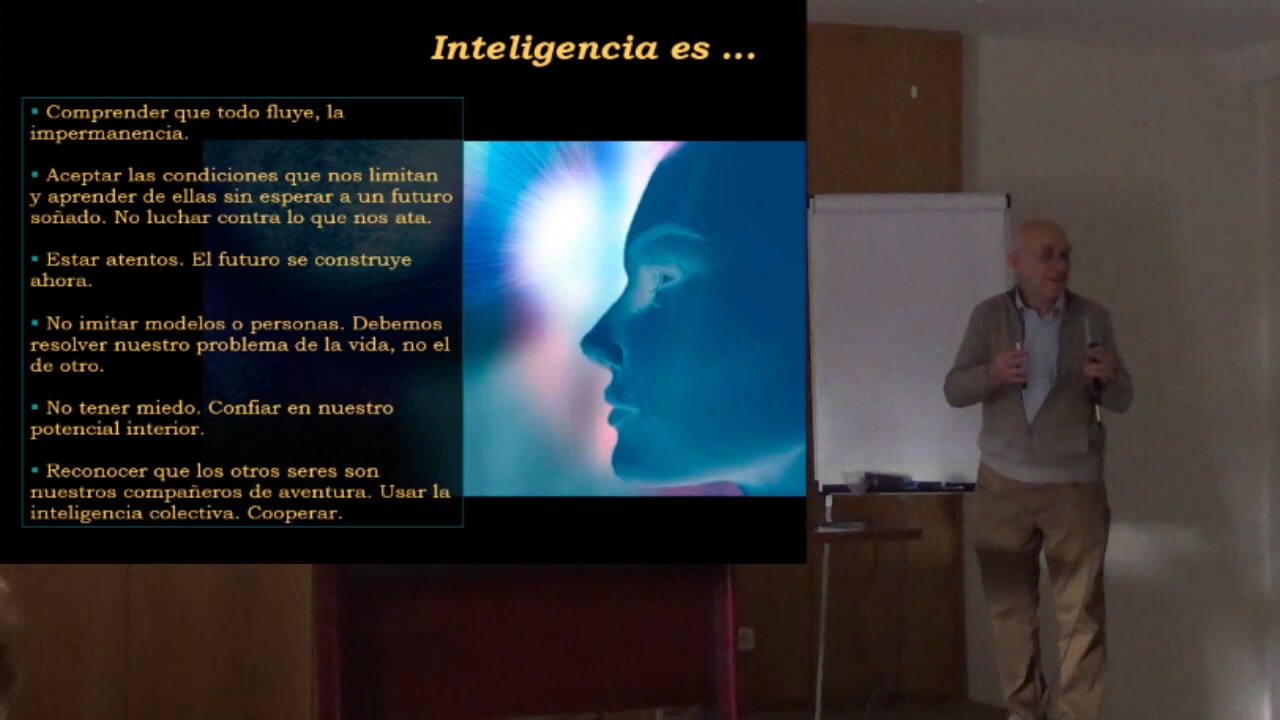 Inteligencia es ...
▪ Comprender que todo fluye, la
impermanencia.
▪ Aceptar las condiciones que nos limitan
y aprender de ellas sin esperar a un futuro
soñado. No luchar contra lo que nos ata.
▪ Estar atentos. El futuro se construye
ahora.
▪ No imitar modelos o personas. Debemos
resolver nuestro problema de la vida, no el
de otro.
▪ No tener miedo. Confiar en nuestro
potencial interior.
▪ Reconocer que los otros seres son
nuestros compañeros de aventura. Usar la
inteligencia colectiva. Cooperar.